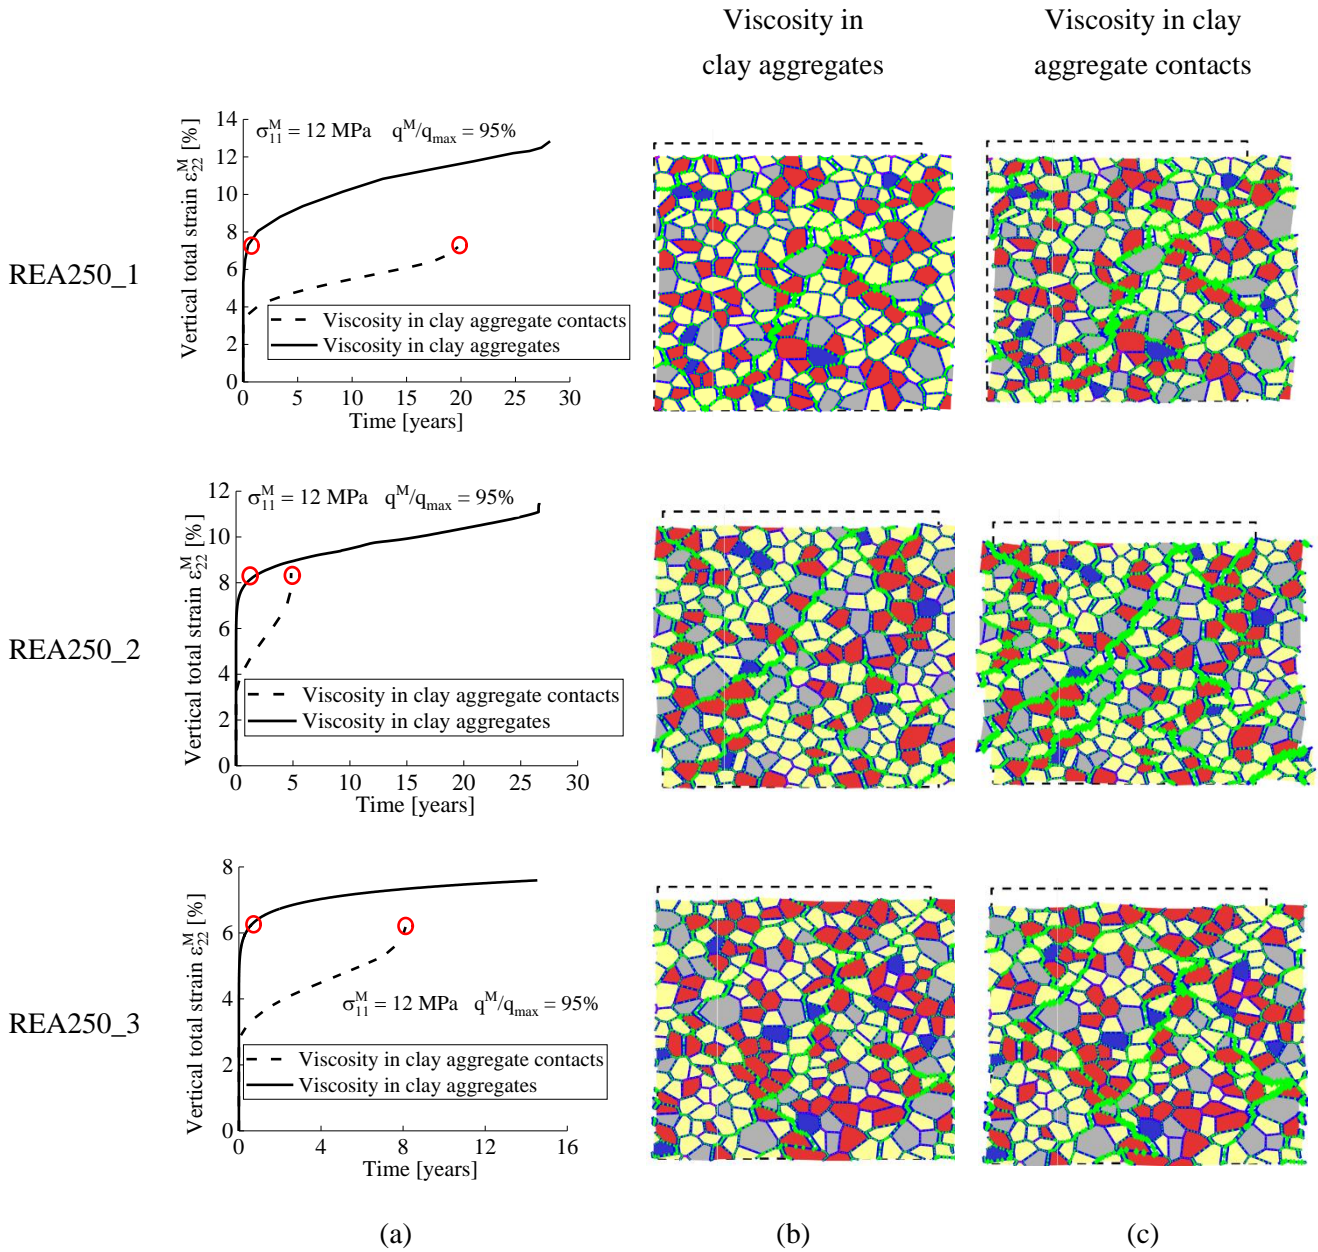 Viscosity in
clay aggregates
Viscosity in clay
aggregate contacts
REA250_1
Vertical total strain ε₂₂ᴹ [%]
14
12
10
8
6
4
2
0
σ₁₁ᴹ = 12 MPa qᴹ/qₘₐₓ = 95%
Viscosity in clay aggregate contacts
Viscosity in clay aggregates
0 5 10 15 20 25 30
Time [years]
REA250_2
Vertical total strain ε₂₂ᴹ [%]
12
10
8
6
4
2
0
σ₁₁ᴹ = 12 MPa qᴹ/qₘₐₓ = 95%
Viscosity in clay aggregate contacts
Viscosity in clay aggregates
0 5 10 15 20 25 30
Time [years]
REA250_3
Vertical total strain ε₂₂ᴹ [%]
8
6
4
2
0
σ₁₁ᴹ = 12 MPa qᴹ/qₘₐₓ = 95%
Viscosity in clay aggregate contacts
Viscosity in clay aggregates
0 4 8 12 16
Time [years]
(a) (b) (c)